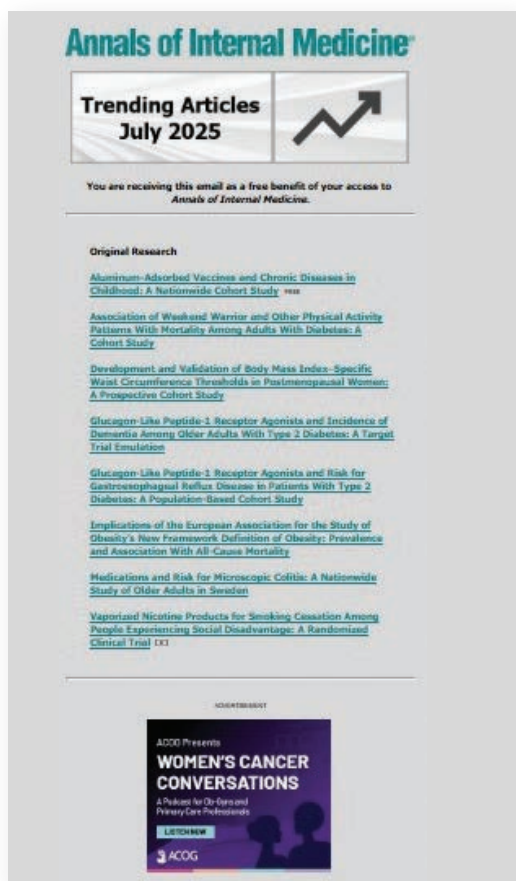 Annals of Internal Medicine®
Trending Articles
July 2025
You are receiving this email as a free benefit of your access to
Annals of Internal Medicine.
Original Research
Aluminum-Adsorbed Vaccines and Chronic Diseases in
Childhood: A Nationwide Cohort Study FREE
Association of Weekend Warrior and Other Physical Activity
Patterns With Mortality Among Adults With Diabetes: A
Cohort Study
Development and Validation of Body Mass Index–Specific
Waist Circumference Thresholds in Postmenopausal Women:
A Prospective Cohort Study
Glucagon-Like Peptide-1 Receptor Agonists and Incidence of
Dementia Among Older Adults With Type 2 Diabetes: A Target
Trial Emulation
Glucagon-Like Peptide-1 Receptor Agonists and Risk for
Gastroesophageal Reflux Disease in Patients With Type 2
Diabetes: A Population-Based Cohort Study
Implications of the European Association for the Study of
Obesity's New Framework Definition of Obesity: Prevalence
and Association With All-Cause Mortality
Medications and Risk for Microscopic Colitis: A Nationwide
Study of Older Adults in Sweden
Vaporized Nicotine Products for Smoking Cessation Among
People Experiencing Social Disadvantage: A Randomized
Clinical Trial
ADVERTISEMENT
ACOG Presents
WOMEN'S CANCER
CONVERSATIONS
A Podcast for Ob-Gyns and
Primary Care Professionals
LISTEN NOW
ACOG